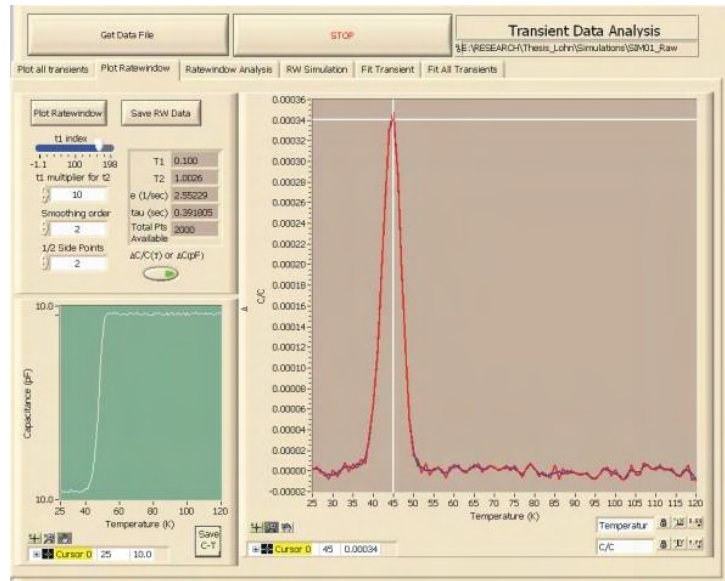 Get Data File
STOP
Transient Data Analysis
E:\RESEARCH\Thesis_Lohn\Simulations\SIM01_Raw
Plot all transients
Plot Ratewindow
Ratewindow Analysis
RW Simulation
Fit Transient
Fit All Transients
Plot Ratewindow
Save RW Data
t1 index
-1.1 100 198
t1 multiplier for t2
10
Smoothing order
2
1/2 Side Points
2
T1 0.100
T2 1.0026
e (1/sec) 2.55229
tau (sec) 0.391805
Total Pts Available 2000
ΔC/C(τ) or ΔC(pF)
10.0
10.0
Capacitance (pF)
25 40 60 80 100 120
Temperature (K)
Save
C-T
Cursor 0 25 10.0
0.00036
0.00034
0.00032
0.00030
0.00028
0.00026
0.00024
0.00022
0.00020
0.00018
0.00016
0.00014
0.00012
0.00010
0.00008
0.00006
0.00004
0.00002
0.00000
-0.00002
Δ C/C
25 30 35 40 45 50 55 60 65 70 75 80 85 90 95 100 105 110 115 120
Temperature (K)
Cursor 0 45 0.00034
Temperatur
C/C